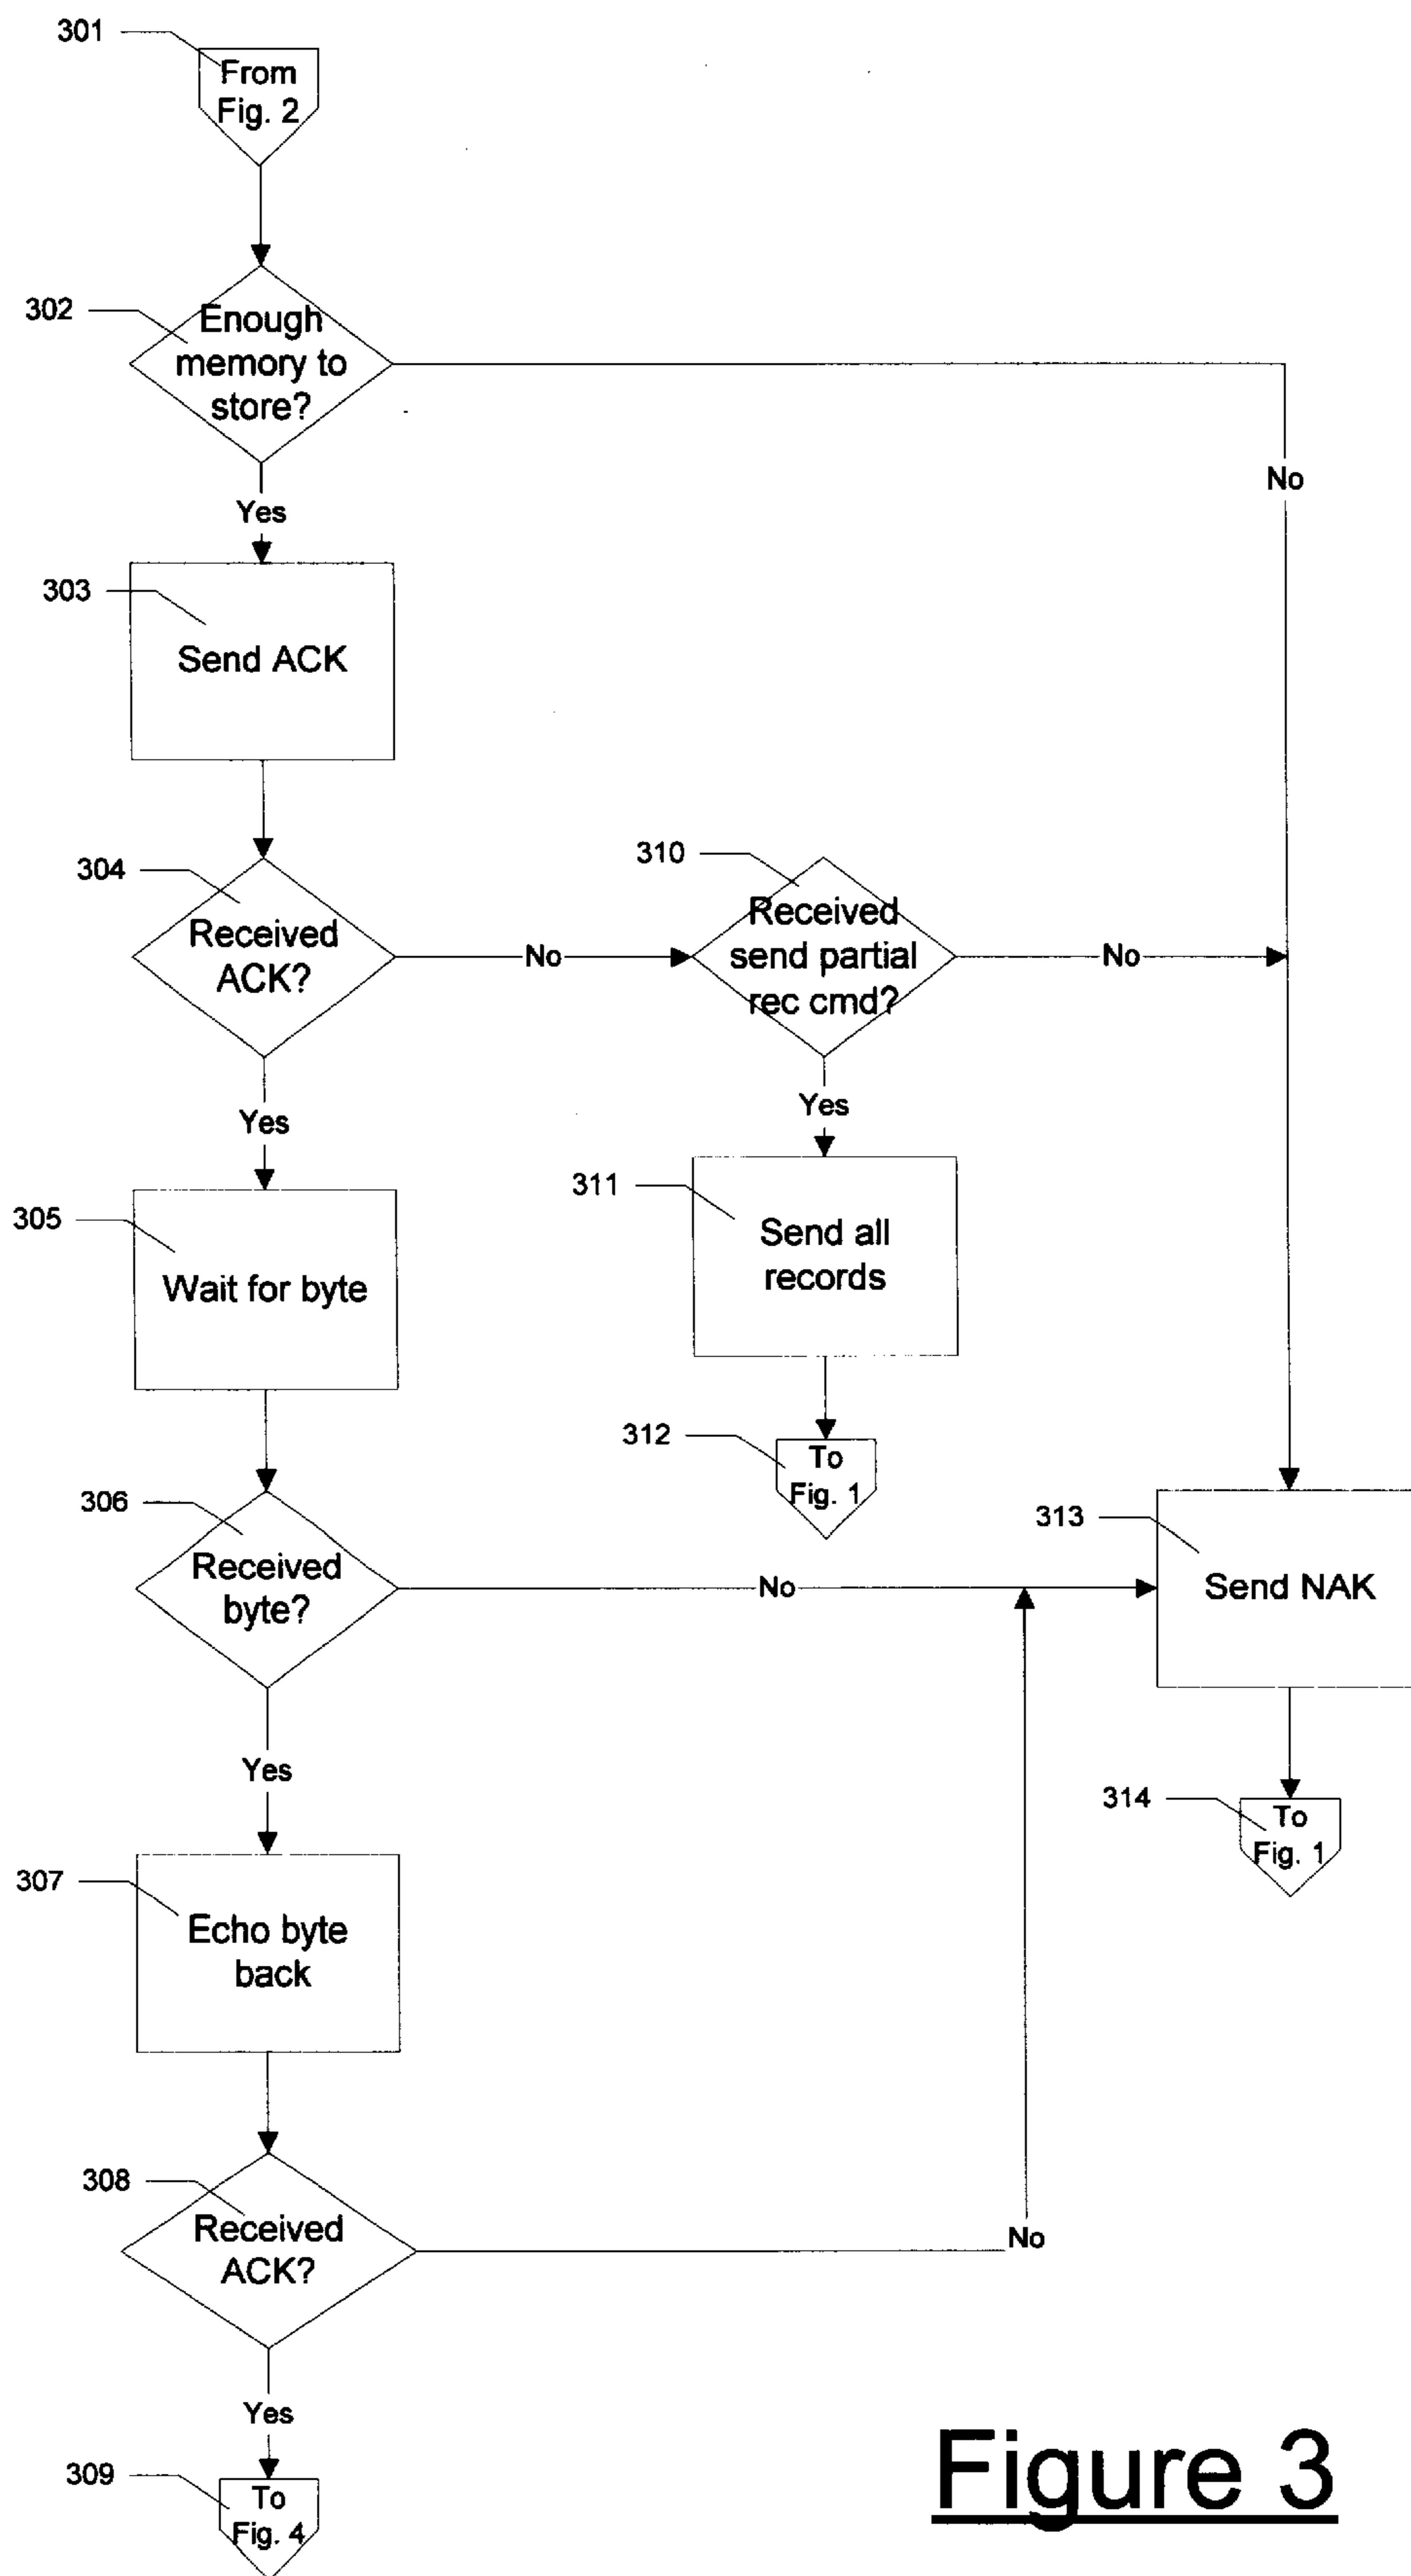 301
From
Fig. 2
302
Enough
memory to
store?
No
Yes
303
Send ACK
304
Received
ACK?
No
310
Received
send partial
rec cmd?
No
Yes
Yes
305
Wait for byte
311
Send all
records
312
To
Fig. 1
306
Received
byte?
No
313
Send NAK
Yes
314
To
Fig. 1
307
Echo byte
back
308
Received
ACK?
No
Yes
309
To
Fig. 4
Figure 3